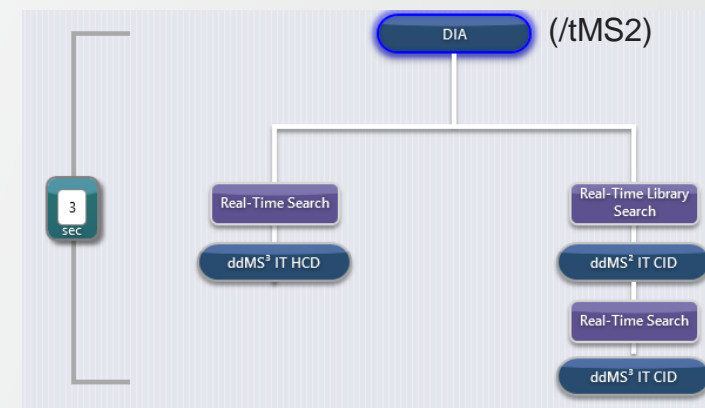 DIA
(/tMS2)
3
sec
Real-Time Search
ddMS³ IT HCD
Real-Time Library
Search
ddMS² IT CID
Real-Time Search
ddMS³ IT CID